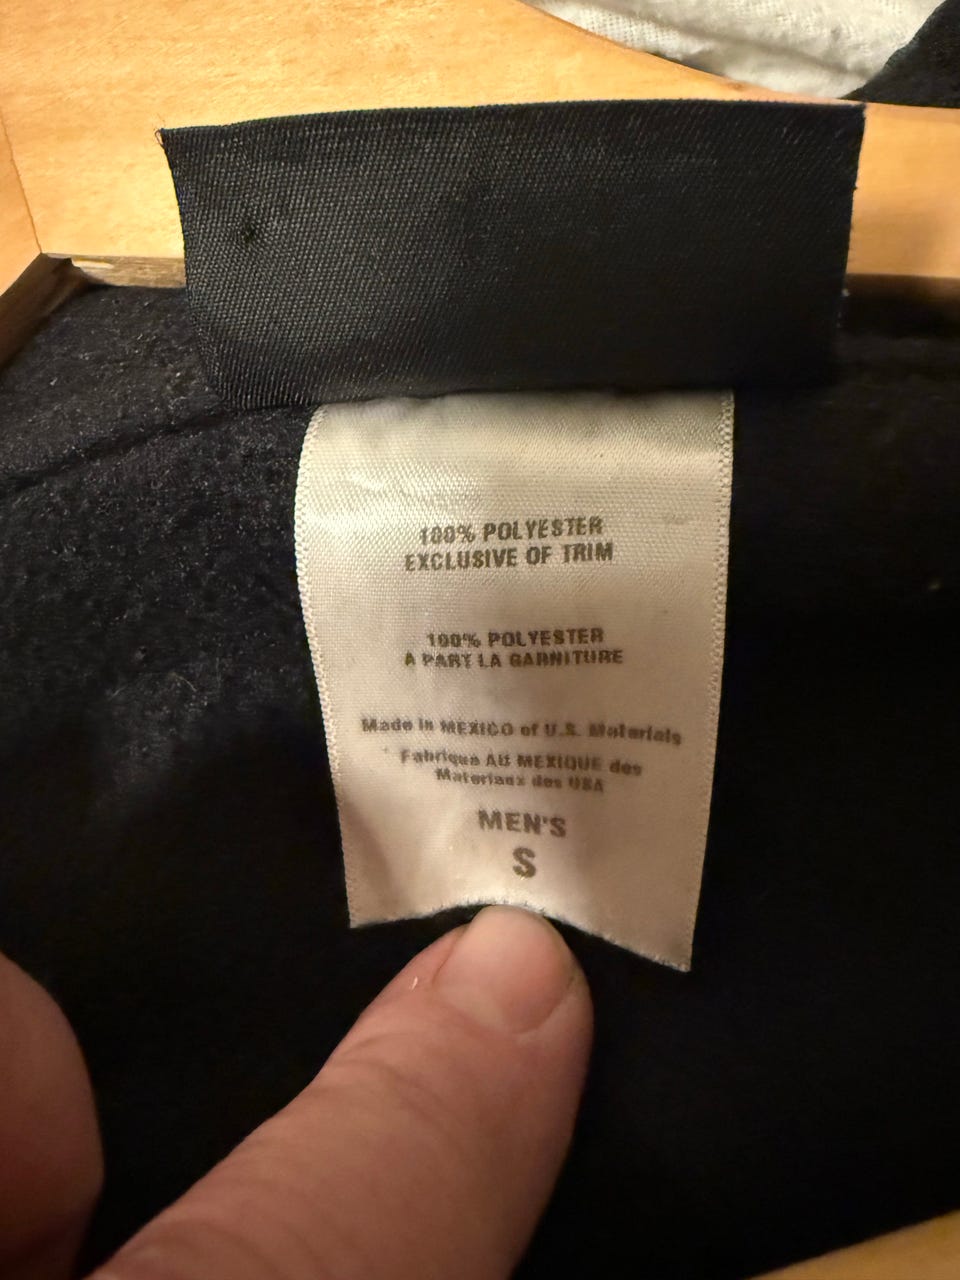 100% POLYESTER
EXCLUSIVE OF TRIM
100% POLYESTER
A PART LA GARNITURE
Made in MEXICO of U.S. Materials
Fabrique AU MEXIQUE des
Materiaux des USA
MEN'S
S